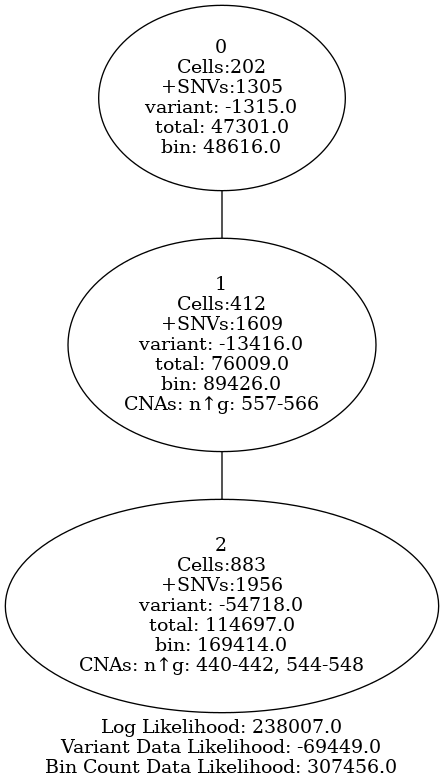 0
Cells:202
+SNVs:1305
variant: -1315.0
total: 47301.0
bin: 48616.0
1
Cells:412
+SNVs:1609
variant: -13416.0
total: 76009.0
bin: 89426.0
CNAs: n↑g: 557-566
2
Cells:883
+SNVs:1956
variant: -54718.0
total: 114697.0
bin: 169414.0
CNAs: n↑g: 440-442, 544-548
Log Likelihood: 238007.0
Variant Data Likelihood: -69449.0
Bin Count Data Likelihood: 307456.0